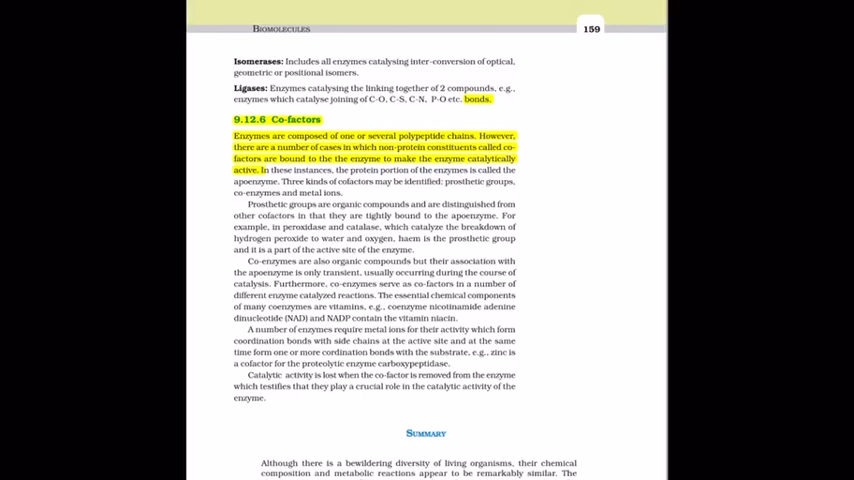 BIOMOLECULES 159
Isomerases: Includes all enzymes catalysing inter-conversion of optical,
geometric or positional isomers.
Ligases: Enzymes catalysing the linking together of 2 compounds, e.g.,
enzymes which catalyse joining of C-O, C-S, C-N, P-O etc. bonds.
9.12.6 Co-factors
Enzymes are composed of one or several polypeptide chains. However,
there are a number of cases in which non-protein constituents called co-
factors are bound to the the enzyme to make the enzyme catalytically
active. In these instances, the protein portion of the enzymes is called the
apoenzyme. Three kinds of cofactors may be identified: prosthetic groups,
co-enzymes and metal ions.
Prosthetic groups are organic compounds and are distinguished from
other cofactors in that they are tightly bound to the apoenzyme. For
example, in peroxidase and catalase, which catalyze the breakdown of
hydrogen peroxide to water and oxygen, haem is the prosthetic group
and it is a part of the active site of the enzyme.
Co-enzymes are also organic compounds but their association with
the apoenzyme is only transient, usually occurring during the course of
catalysis. Furthermore, co-enzymes serve as co-factors in a number of
different enzyme catalyzed reactions. The essential chemical components
of many coenzymes are vitamins, e.g., coenzyme nicotinamide adenine
dinucleotide (NAD) and NADP contain the vitamin niacin.
A number of enzymes require metal ions for their activity which form
coordination bonds with side chains at the active site and at the same
time form one or more cordination bonds with the substrate, e.g., zinc is
a cofactor for the proteolytic enzyme carboxypeptidase.
Catalytic activity is lost when the co-factor is removed from the enzyme
which testifies that they play a crucial role in the catalytic activity of the
enzyme.
SUMMARY
Although there is a bewildering diversity of living organisms, their chemical
composition and metabolic reactions appear to be remarkably similar. The